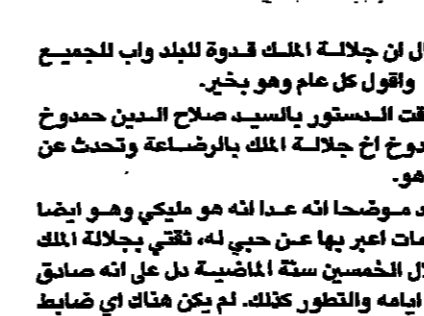 ال ان جلالة الملك قدوة للبلد واب للجميع
واقول كل عام وهو بخير.
قت الدستور بالسيد صلاح الدين حمدوخ
دوخ اخ جلالة الملك بالرضاعة وتحدث عن
هو.
د موضحا انه عدا انه هو مليكي وهو ايضا
مات اعبر بها عن حبي له، ثقتي بجلالة الملك
لال الخمسين سنة الماضية دل على انه صادق
ايامه والتطور كذلك. لم يكن هناك اي ضابط